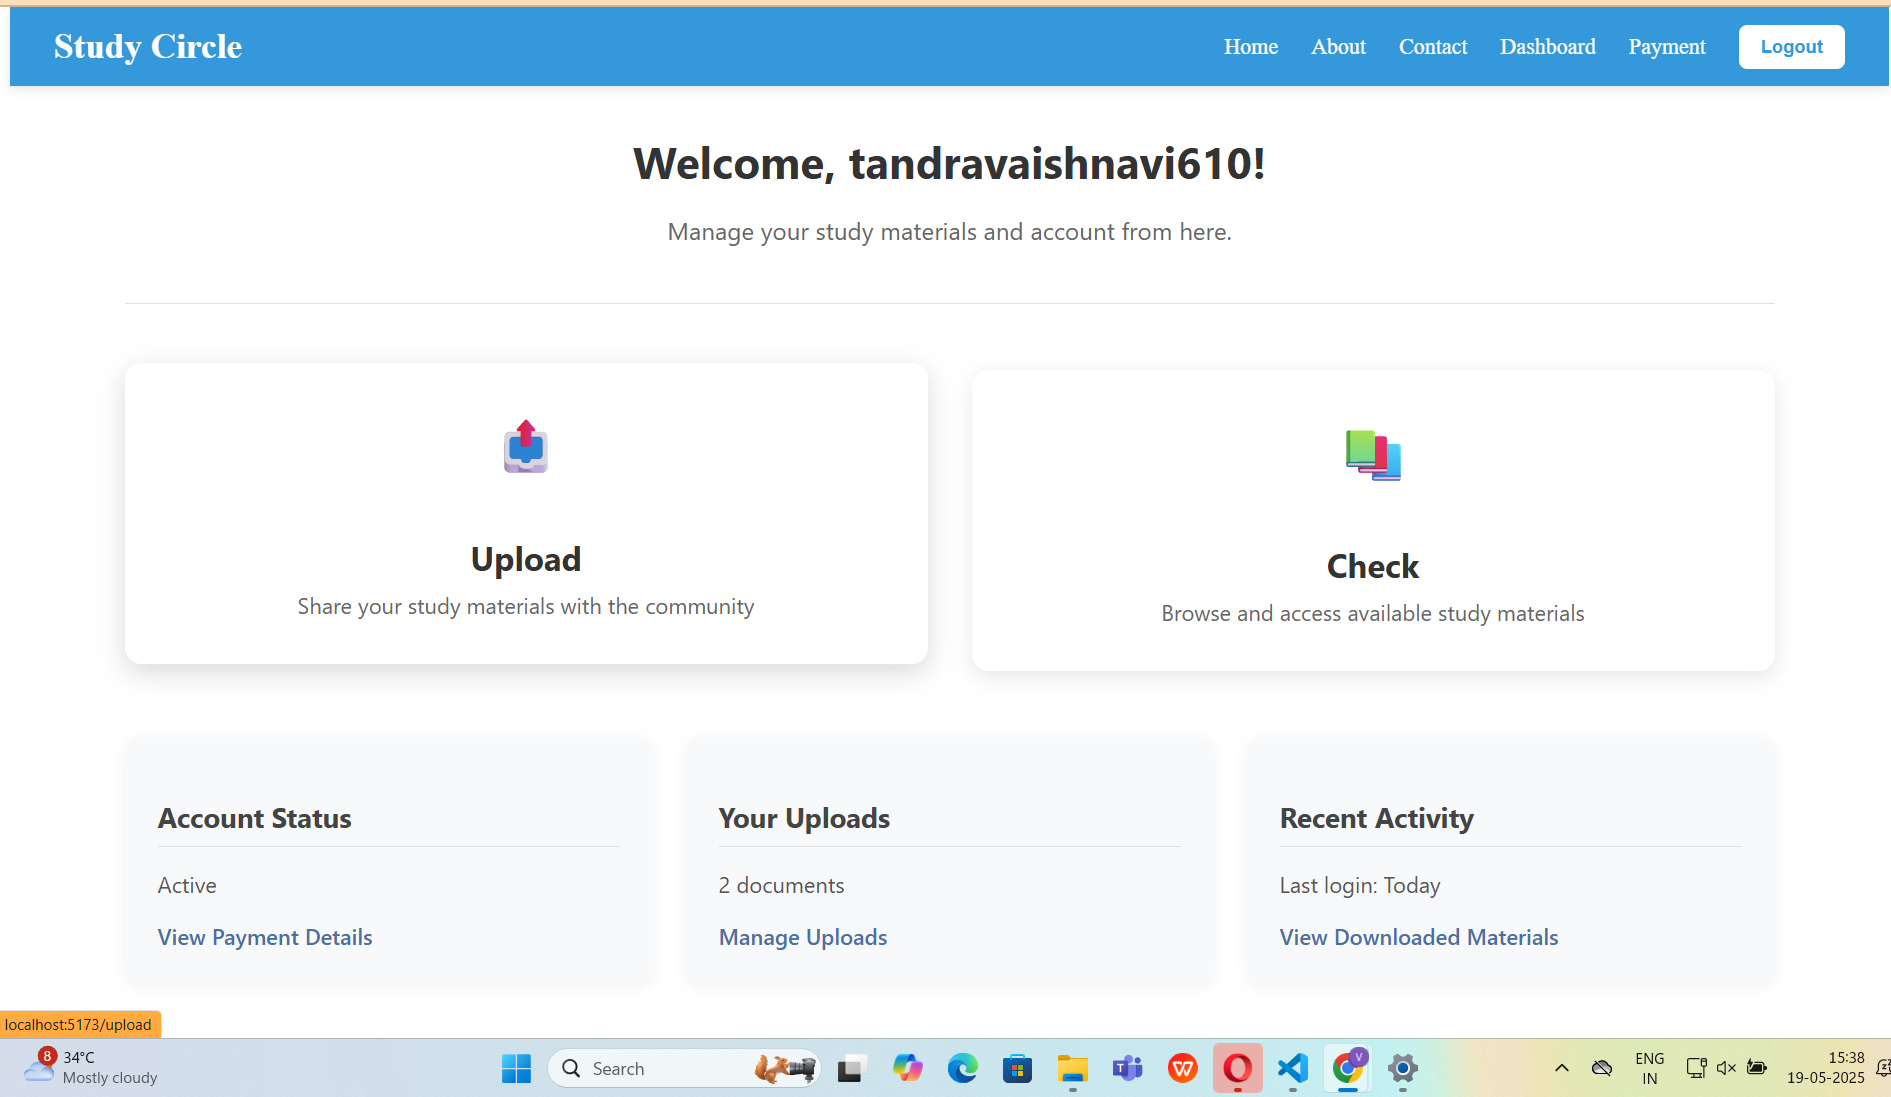 Study Circle
Home About Contact Dashboard Payment Logout
Welcome, tandravaishnavi610!
Manage your study materials and account from here.
Upload
Share your study materials with the community
Check
Browse and access available study materials
Account Status
Active
View Payment Details
Your Uploads
2 documents
Manage Uploads
Recent Activity
Last login: Today
View Downloaded Materials
localhost:5173/upload
8
34°C
Mostly cloudy
Search
T
W
V
ENG
IN
15:38
19-05-2025